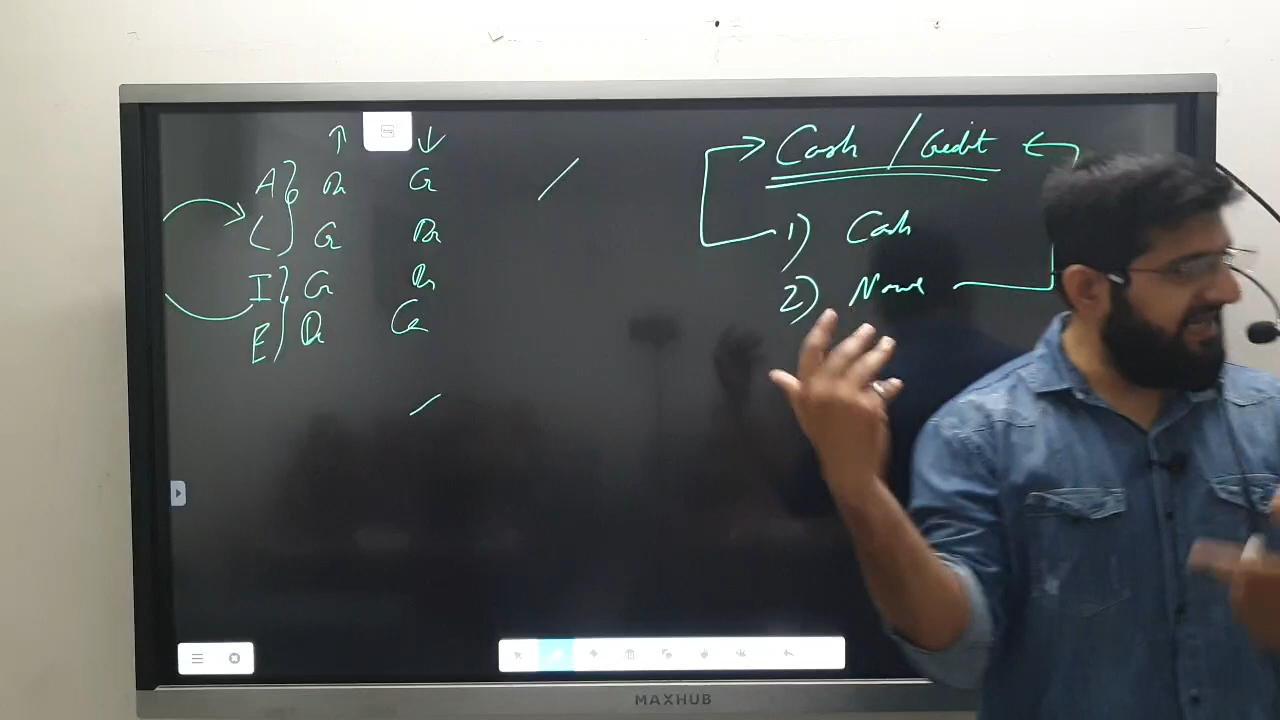 ↑ ↓
A} Dr Cr
L} Cr Dr
I} Cr Dr
E} Dr Cr
Cash / Credit
1) Cash
2) Name
MAXHUB